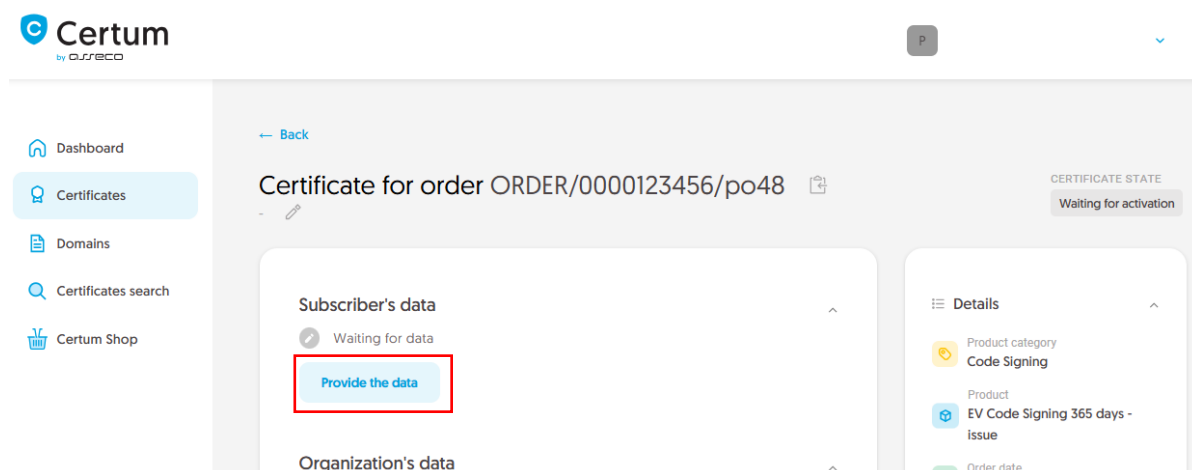 Certum
by asseco
P
Dashboard
Certificates
Domains
Certificates search
Certum Shop
← Back
Certificate for order ORDER/0000123456/po48
-
CERTIFICATE STATE
Waiting for activation
Subscriber's data
Waiting for data
Provide the data
Organization's data
Details
Product category
Code Signing
Product
EV Code Signing 365 days -
issue
Order date